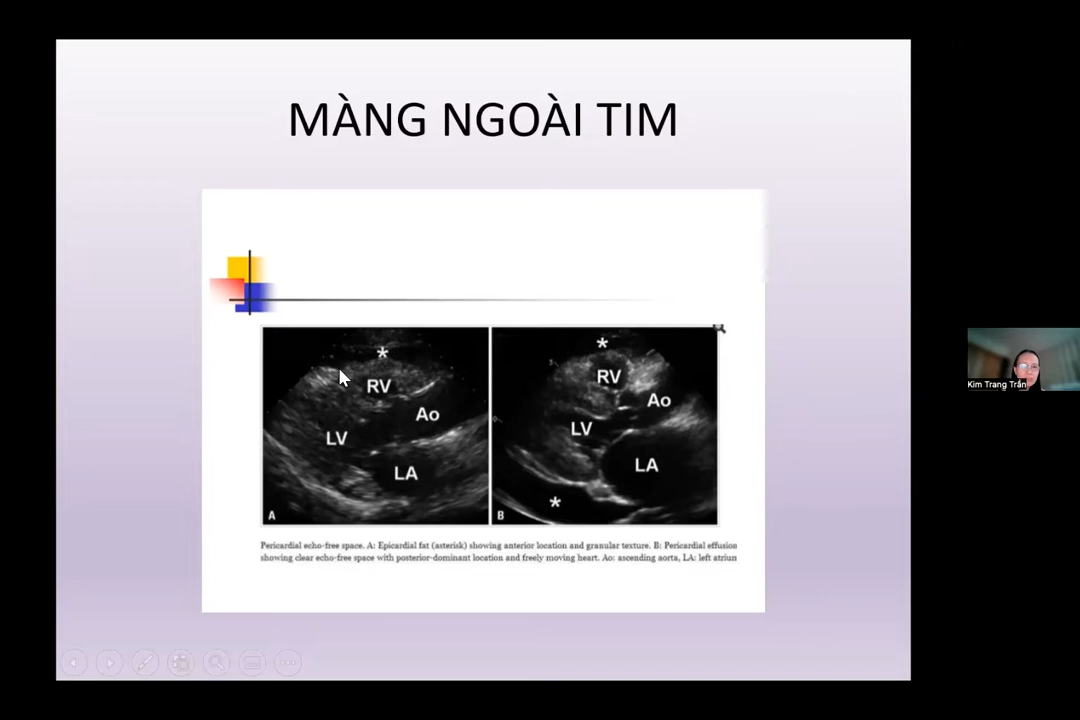 MÀNG NGOÀI TIM
*
RV
Ao
LV
LA
A
*
RV
Ao
LV
LA
*
B
Pericardial echo-free space. A: Epicardial fat (asterisk) showing anterior location and granular texture. B: Pericardial effusion
showing clear echo-free space with posterior-dominant location and freely moving heart. Ao: ascending aorta, LA: left atriun
Kim Trang Trần